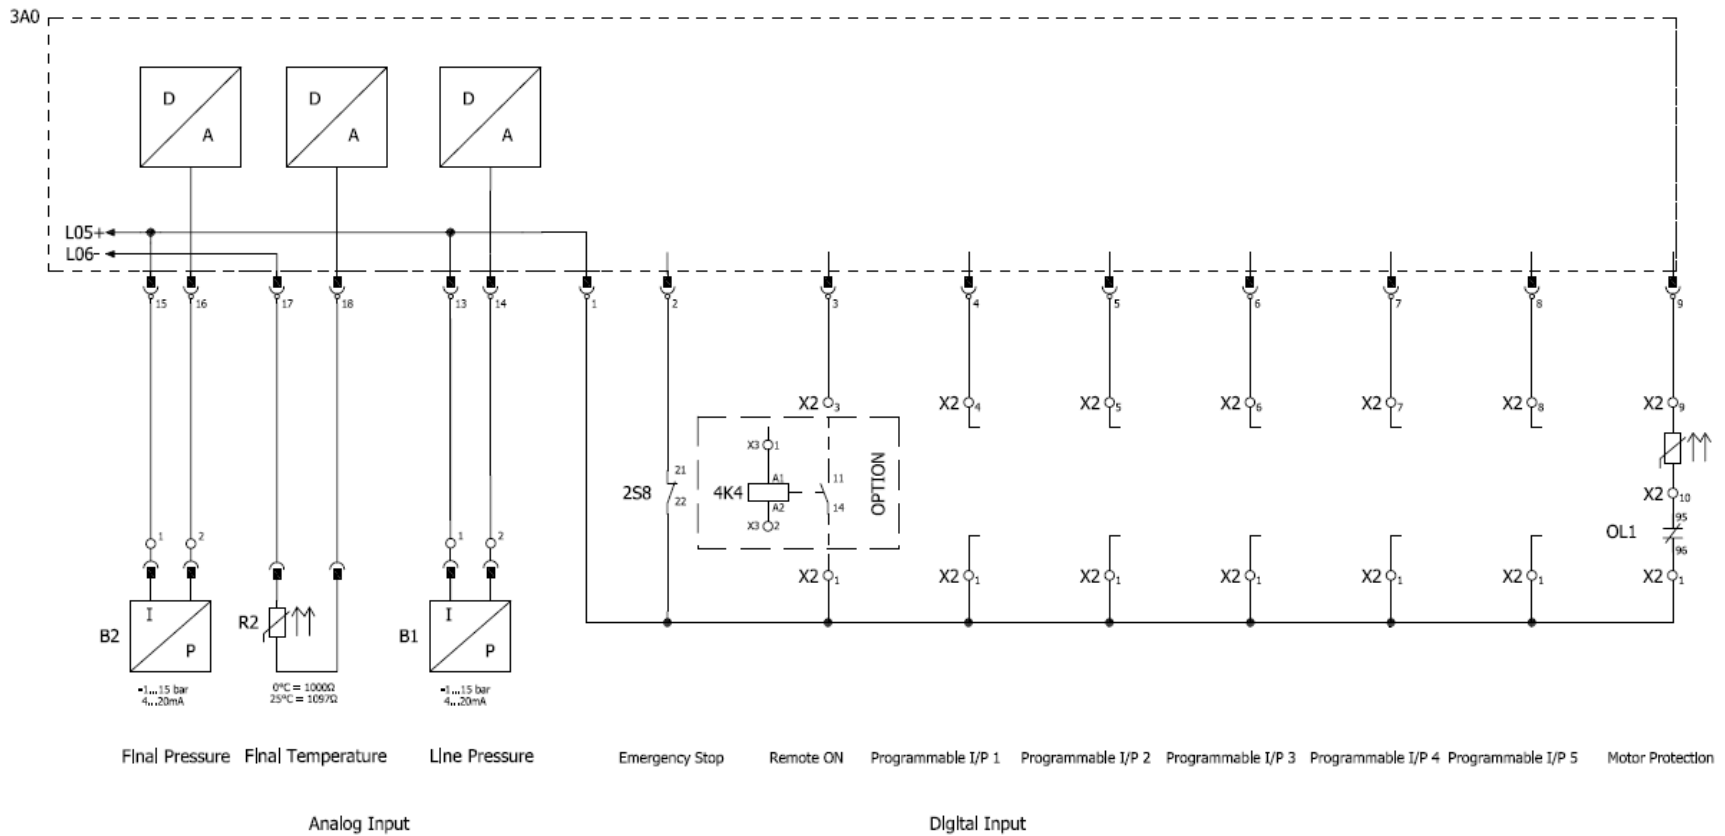 3A0
D D D
A A A
L05+
L06-
15 16 17 18 13 14 1 2 3 4 5 6 7 8 9
X2 3 X2 4 X2 5 X2 6 X2 7 X2 8 X2 9
X3 1
21 A1 11
2S8 4K4 OPTION X2 10
22 A2 14
X3 2
95
OL1
96
1 2 1 2
X2 1 X2 1 X2 1 X2 1 X2 1 X2 1 X2 1
I I
B2 R2 B1
P P
-1...15 bar 0°C = 1000Ω -1...15 bar
4...20mA 25°C = 1097Ω 4...20mA
Final Pressure Final Temperature Line Pressure Emergency Stop Remote ON Programmable I/P 1 Programmable I/P 2 Programmable I/P 3 Programmable I/P 4 Programmable I/P 5 Motor Protection
Analog Input Digital Input